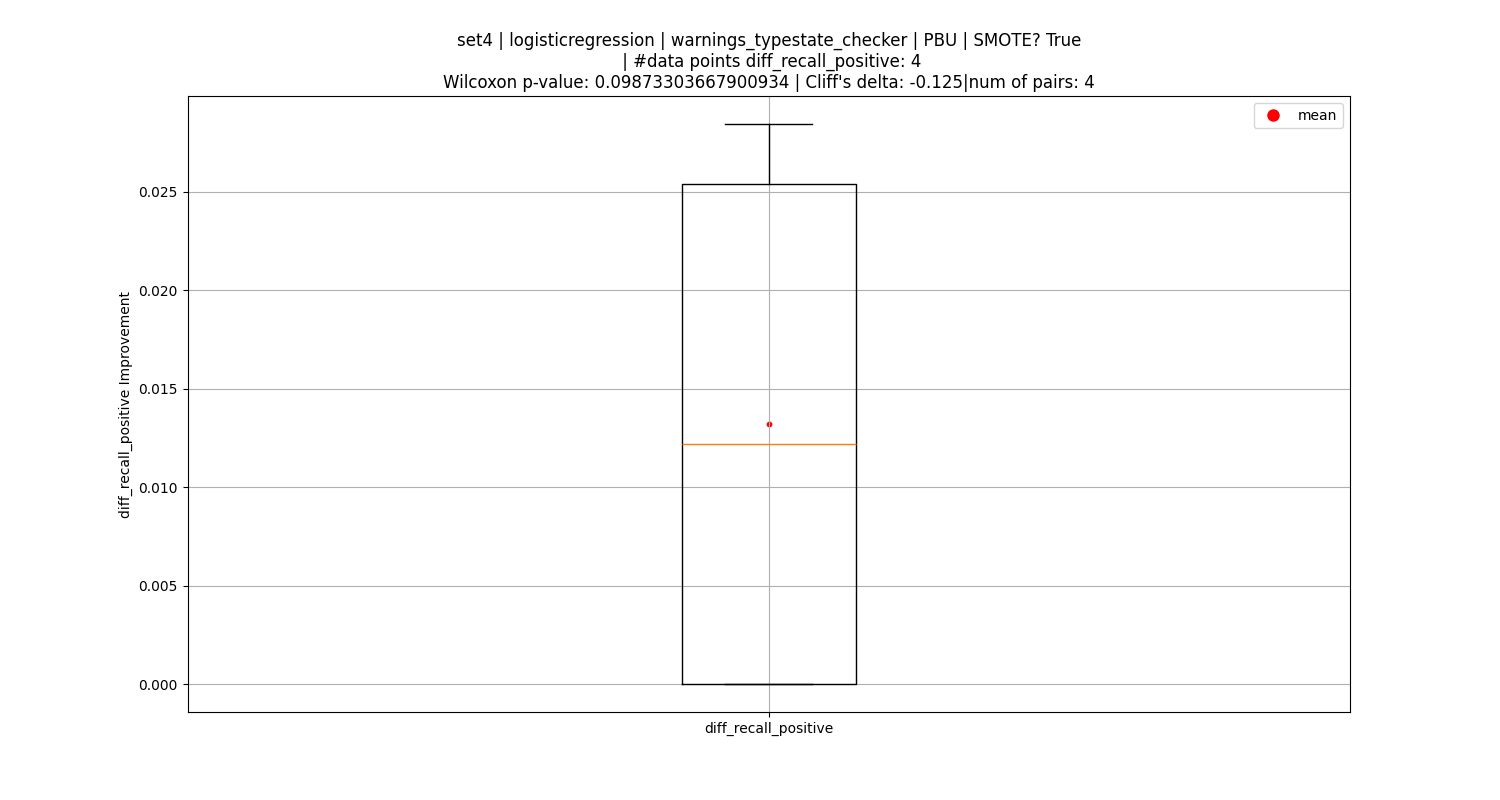 set4 | logisticregression | warnings_typestate_checker | PBU | SMOTE? True
| #data points diff_recall_positive: 4
Wilcoxon p-value: 0.09873303667900934 | Cliff's delta: -0.125|num of pairs: 4
mean
0.025
0.020
0.015
0.010
0.005
0.000
diff_recall_positive Improvement
diff_recall_positive